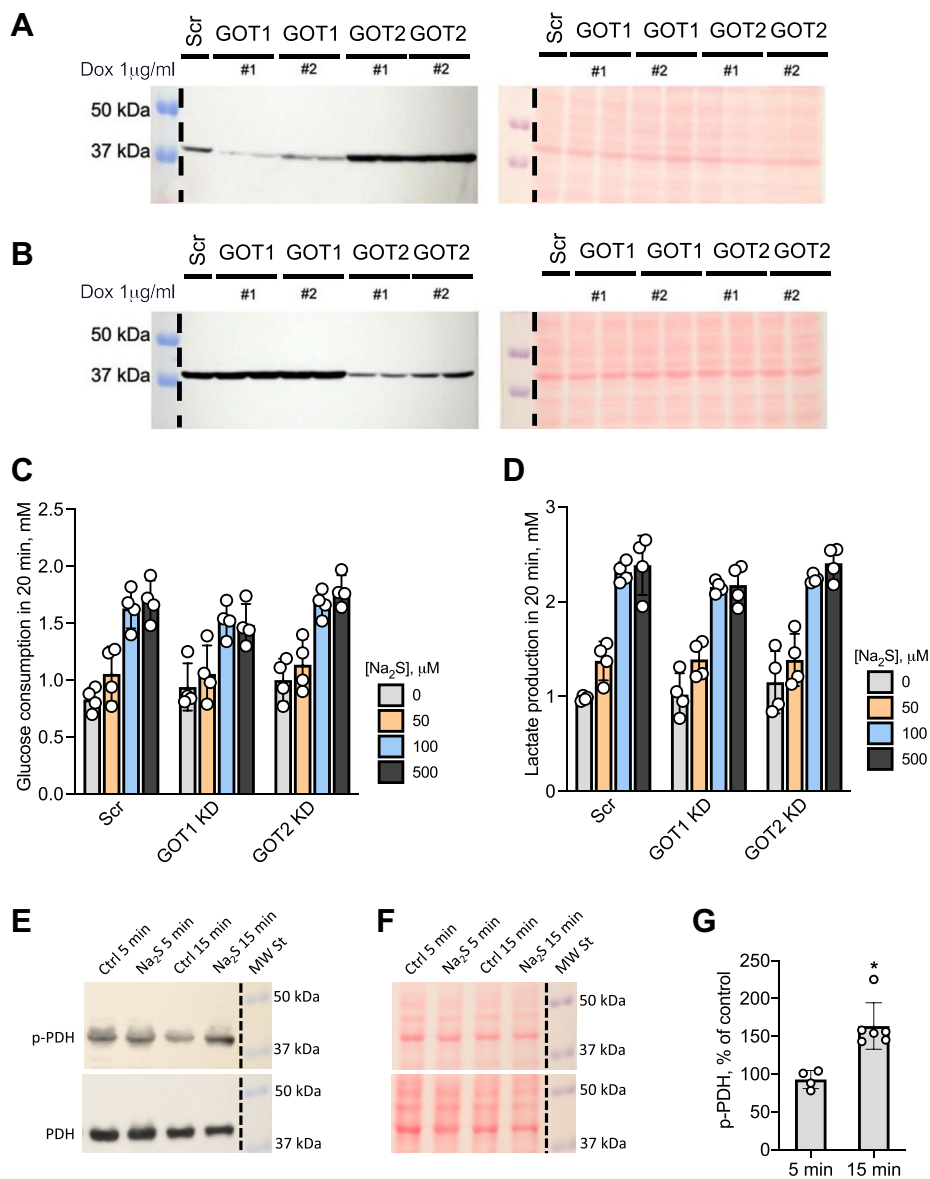 A
Scr GOT1 GOT1 GOT2 GOT2
Dox 1µg/ml #1 #2 #1 #2
50 kDa
37 kDa
Scr GOT1 GOT1 GOT2 GOT2
#1 #2 #1 #2
B
Scr GOT1 GOT1 GOT2 GOT2
Dox 1µg/ml #1 #2 #1 #2
50 kDa
37 kDa
Scr GOT1 GOT1 GOT2 GOT2
#1 #2 #1 #2
C
Glucose consumption in 20 min, mM
2.5
2.0
1.5
1.0
0.5
0.0
Scr
GOT1 KD
GOT2 KD
[Na₂S], µM
0
50
100
500
D
Lactate production in 20 min, mM
3
2
1
0
Scr
GOT1 KD
GOT2 KD
[Na₂S], µM
0
50
100
500
E
Ctrl 5 min
Na₂S 5 min
Ctrl 15 min
Na₂S 15 min
MW St
p-PDH
50 kDa
37 kDa
PDH
50 kDa
37 kDa
F
Ctrl 5 min
Na₂S 5 min
Ctrl 15 min
Na₂S 15 min
MW St
50 kDa
37 kDa
50 kDa
37 kDa
G
p-PDH, % of control
250
200
150
100
50
0
*
5 min
15 min